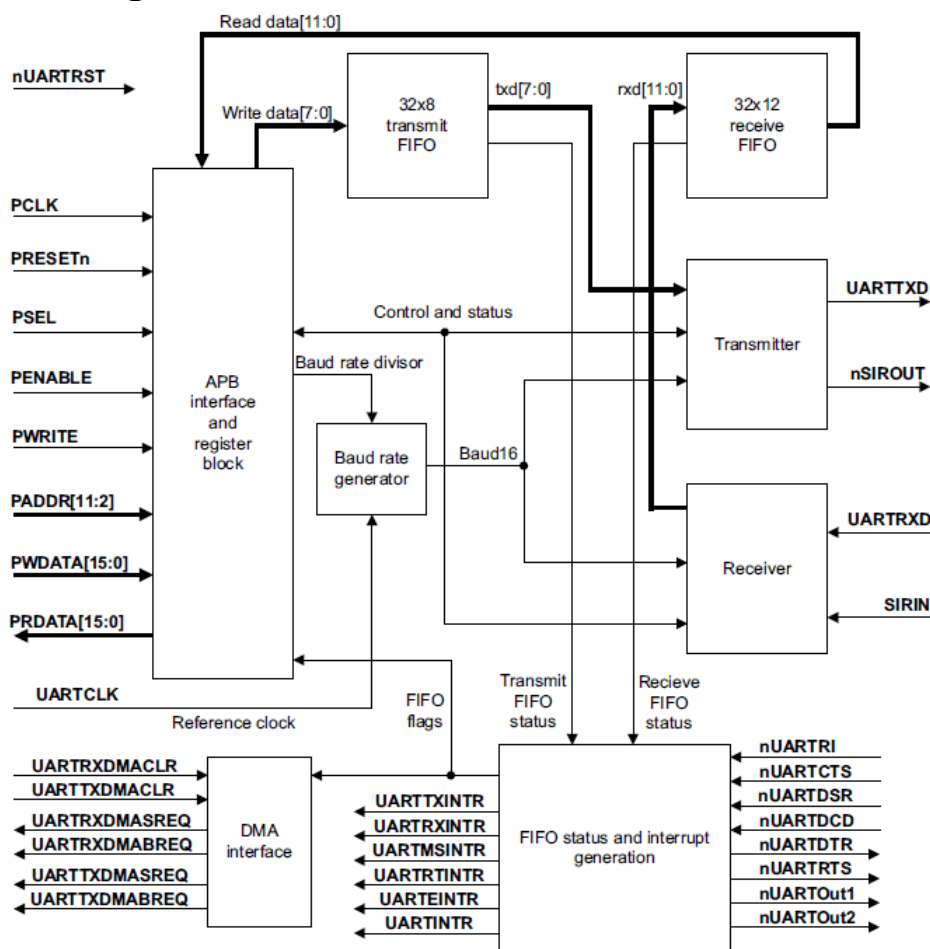 Read data[11:0]
nUARTRST
Write data[7:0]
32x8
transmit
FIFO
txd[7:0]
rxd[11:0]
32x12
receive
FIFO
PCLK
PRESETn
PSEL
PENABLE
PWRITE
PADDR[11:2]
PWDATA[15:0]
PRDATA[15:0]
APB
interface
and
register
block
Control and status
Baud rate divisor
Baud rate
generator
Baud16
Transmitter
UARTTXD
nSIROUT
Receiver
UARTRXD
SIRIN
UARTCLK
Reference clock
FIFO
flags
Transmit
FIFO
status
Recieve
FIFO
status
UARTRXDMACLR
UARTTXDMACLR
UARTRXDMASREQ
UARTRXDMABREQ
UARTTXDMASREQ
UARTTXDMABREQ
DMA
interface
UARTTXINTR
UARTRXINTR
UARTMSINTR
UARTRTINTR
UARTEINTR
UARTINTR
FIFO status and interrupt
generation
nUARTRI
nUARTCTS
nUARTDSR
nUARTDCD
nUARTDTR
nUARTRTS
nUARTOut1
nUARTOut2